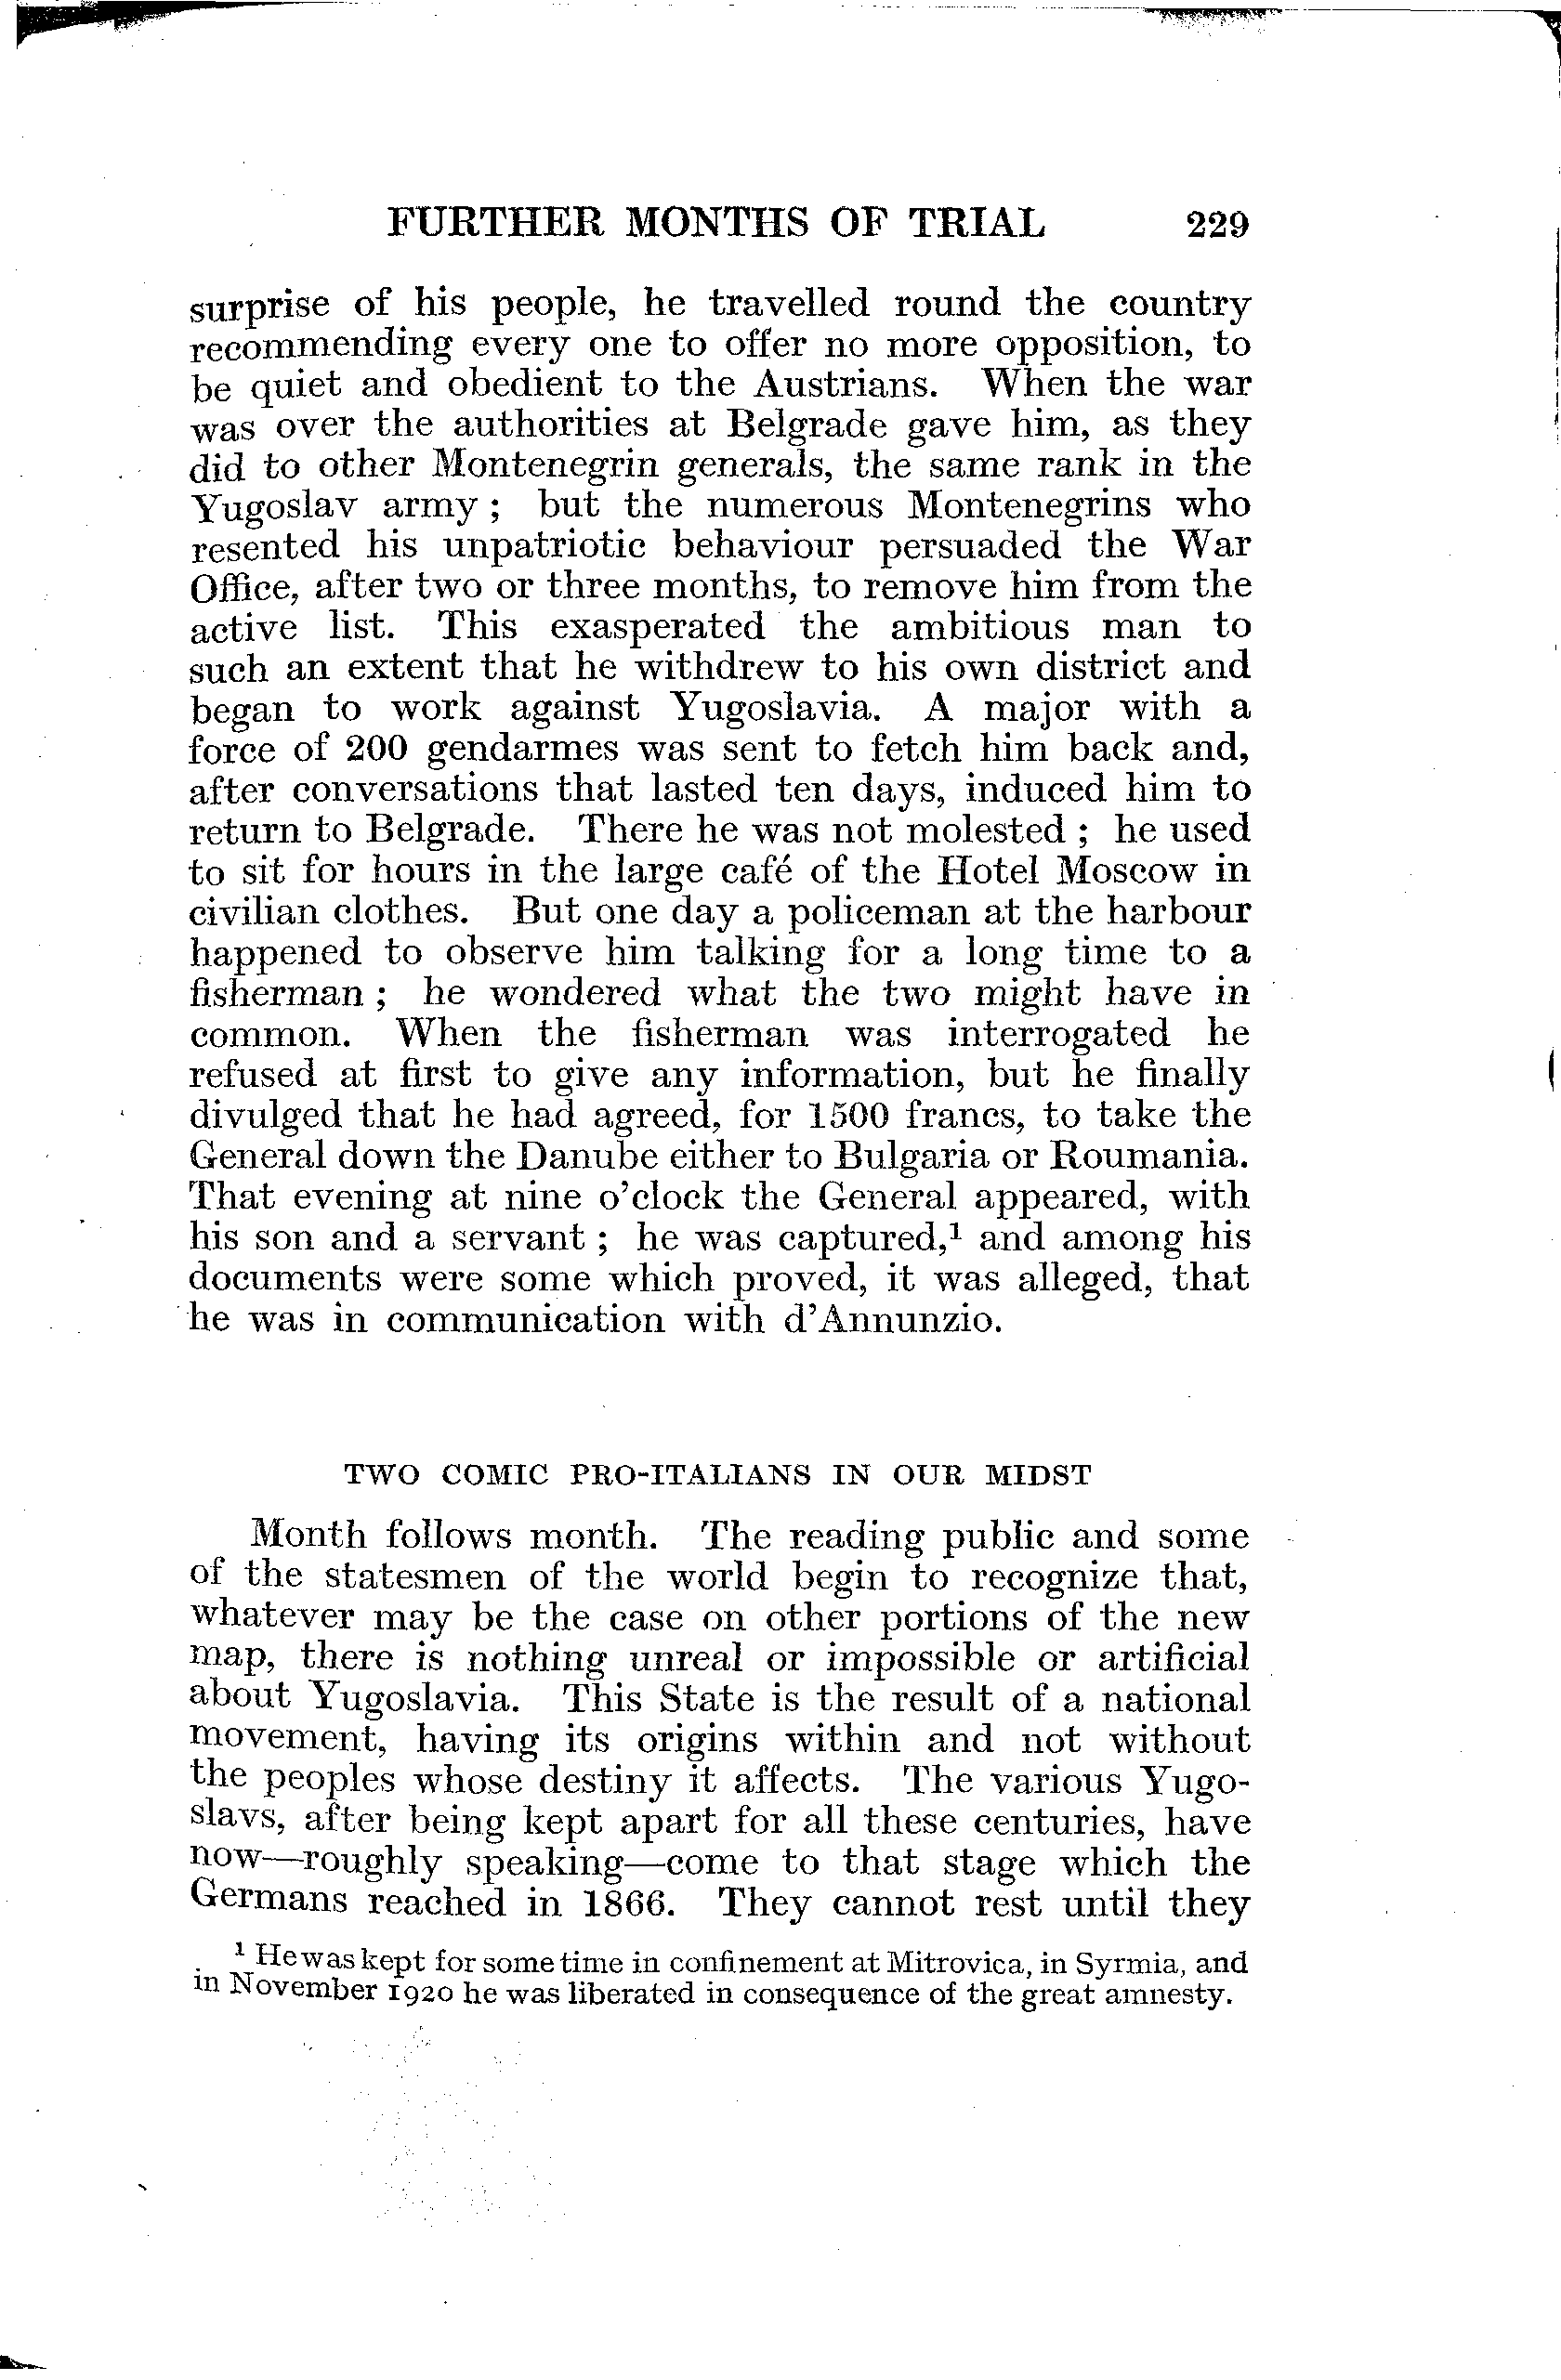 FURTHER MONTHS OF TRIAL 229
surprise of his people, he travelled round the country
recommending every one to offer no more opposition, to
be quiet and obedient to the Austrians. When the war
was over the authorities at Belgrade gave him, as they
did to other Montenegrin generals, the same rank in the
Yugoslav army ; but the numerous Montenegrins who
resented his unpatriotic behaviour persuaded the War
Office, after two or three months, to remove him from the
active list. This exasperated the ambitious man to
such an extent that he withdrew to his own district and
began to work against Yugoslavia. A major with a
force of 200 gendarmes was sent to fetch him back and,
after conversations that lasted ten days, induced him to
return to Belgrade. There he was not molested ; he used
to sit for hours in the large café of the Hotel Moscow in
civilian clothes. But one day a policeman at the harbour
happened to observe him talking for a long time to a
fisherman ; he wondered what the two might have in
common. When the fisherman was interrogated he
refused at first to give any information, but he finally
divulged that he had agreed, for 1500 francs, to take the
General down the Danube either to Bulgaria or Roumania.
That evening at nine o'clock the General appeared, with
his son and a servant ; he was captured,¹ and among his
documents were some which proved, it was alleged, that
he was in communication with d'Annunzio.
TWO COMIC PRO-ITALIANS IN OUR MIDST
Month follows month. The reading public and some
of the statesmen of the world begin to recognize that,
whatever may be the case on other portions of the new
map, there is nothing unreal or impossible or artificial
about Yugoslavia. This State is the result of a national
movement, having its origins within and not without
the peoples whose destiny it affects. The various Yugo-
slavs, after being kept apart for all these centuries, have
now—roughly speaking—come to that stage which the
Germans reached in 1866. They cannot rest until they
¹ He was kept for some time in confinement at Mitrovica, in Syrmia, and
in November 1920 he was liberated in consequence of the great amnesty.